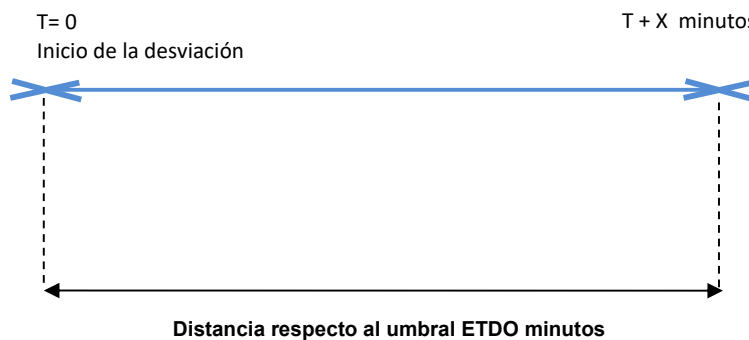 T= 0
T + X minutos
Inicio de la desviación
Distancia respecto al umbral ETDO minutos